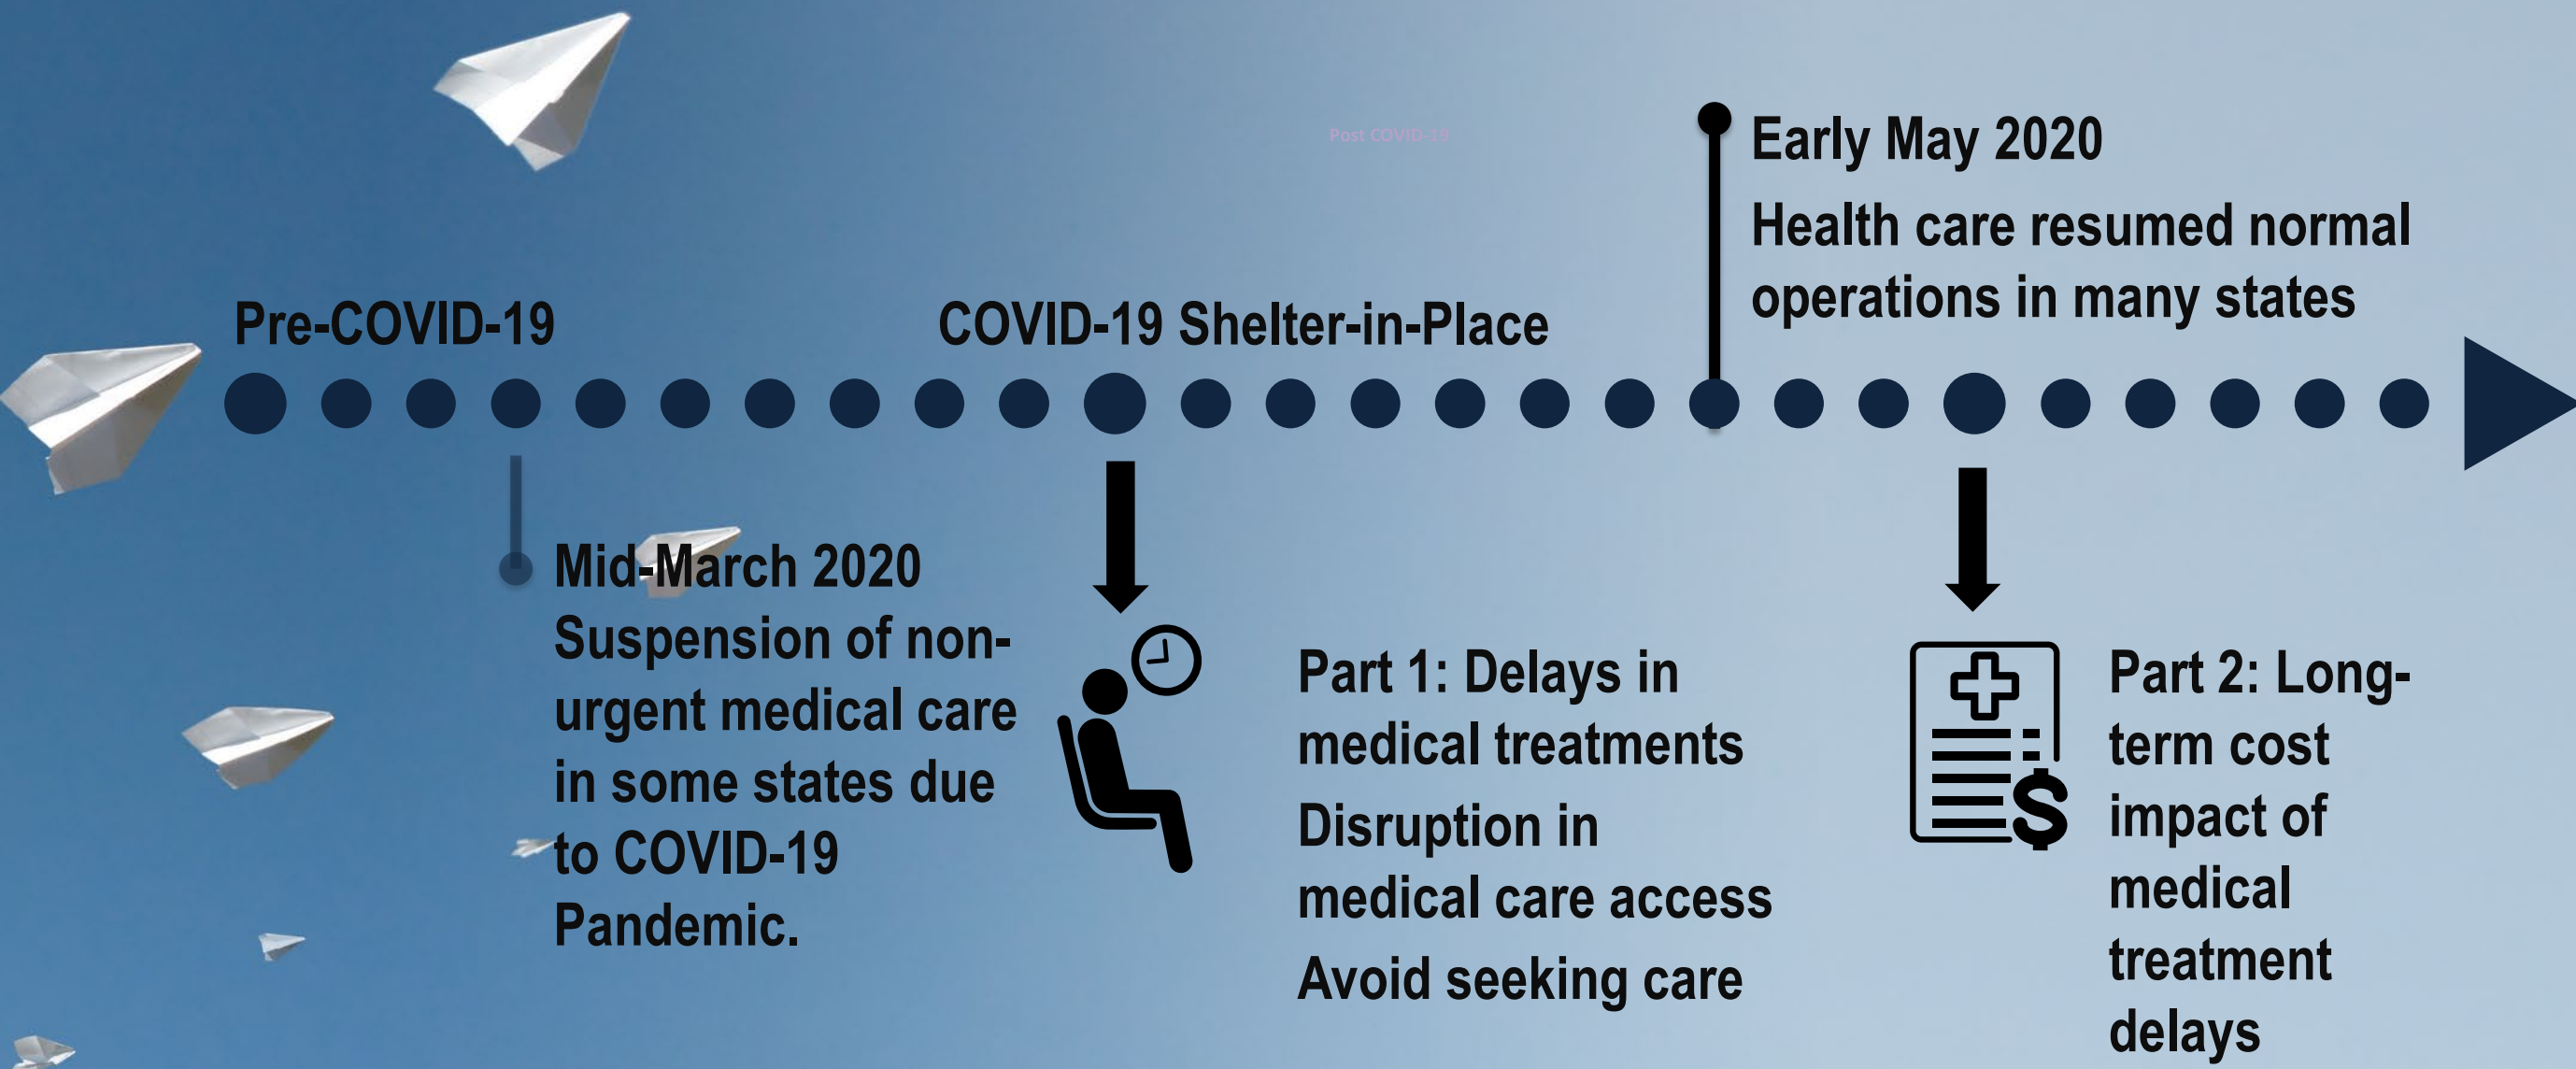 Post COVID-19
Early May 2020
Health care resumed normal
operations in many states
Pre-COVID-19
COVID-19 Shelter-in-Place
Mid-March 2020
Suspension of non-
urgent medical care
in some states due
to COVID-19
Pandemic.
Part 1: Delays in
medical treatments
Disruption in
medical care access
Avoid seeking care
$
Part 2: Long-
term cost
impact of
medical
treatment
delays